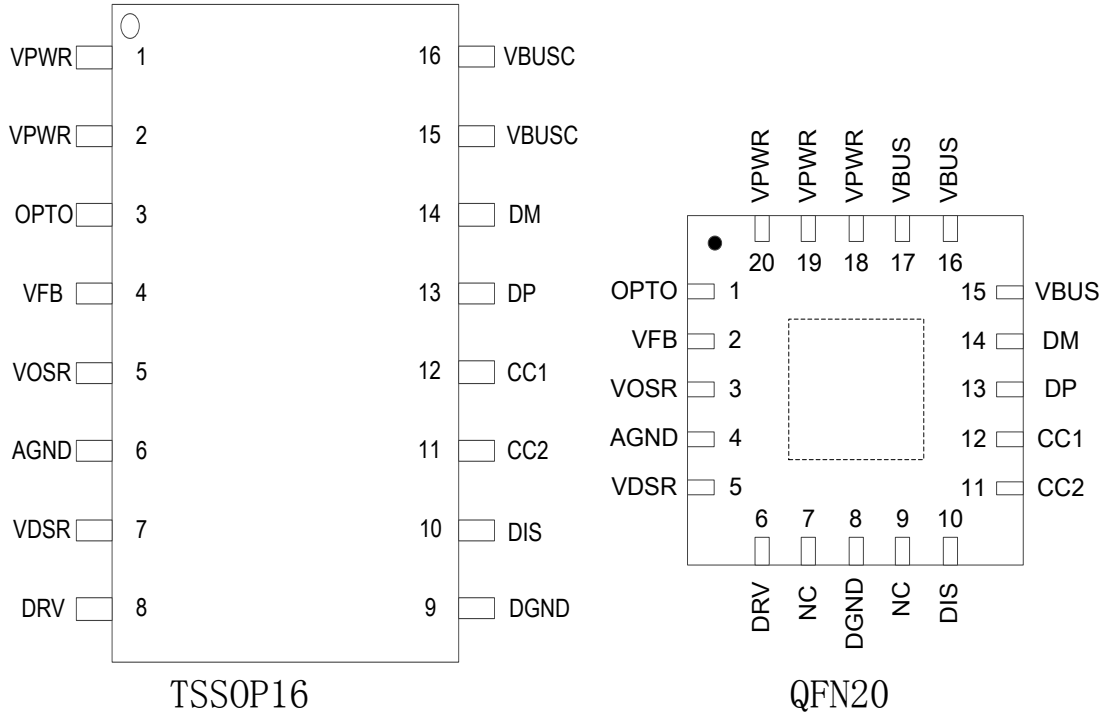 VPWR 1 16 VBUSC
VPWR 2 15 VBUSC
OPTO 3 14 DM
VFB 4 13 DP
VOSR 5 12 CC1
AGND 6 11 CC2
VDSR 7 10 DIS
DRV 8 9 DGND
TSSOP16
VPWR VPWR VPWR VBUS VBUS
20 19 18 17 16
OPTO 1 15 VBUS
VFB 2 14 DM
VOSR 3 13 DP
AGND 4 12 CC1
VDSR 5 11 CC2
6 7 8 9 10
DRV NC DGND NC DIS
QFN20